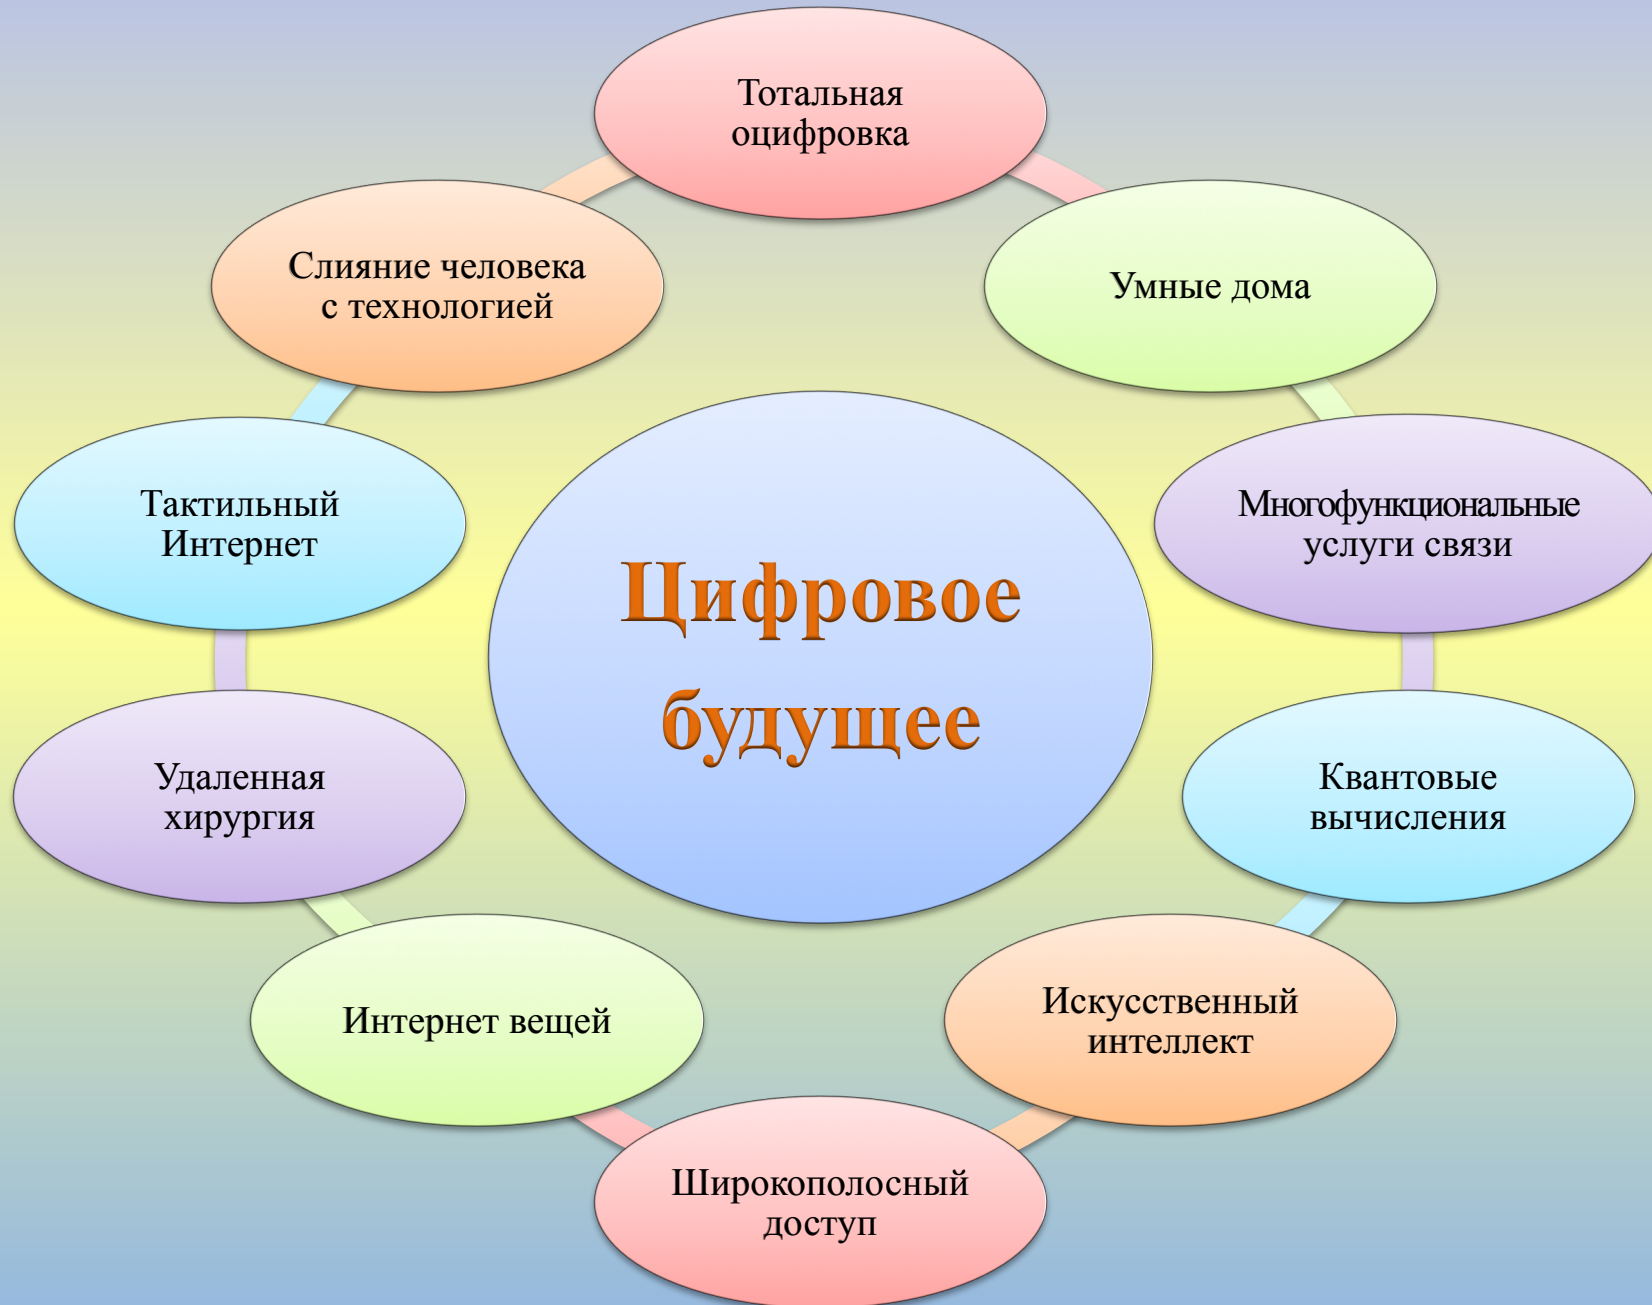 Тотальная
оцифровка
Умные дома
Многофункциональные
услуги связи
Квантовые
вычисления
Искусственный
интеллект
Широкополосный
доступ
Интернет вещей
Удаленная
хирургия
Тактильный
Интернет
Слияние человека
с технологией
Цифровое
будущее